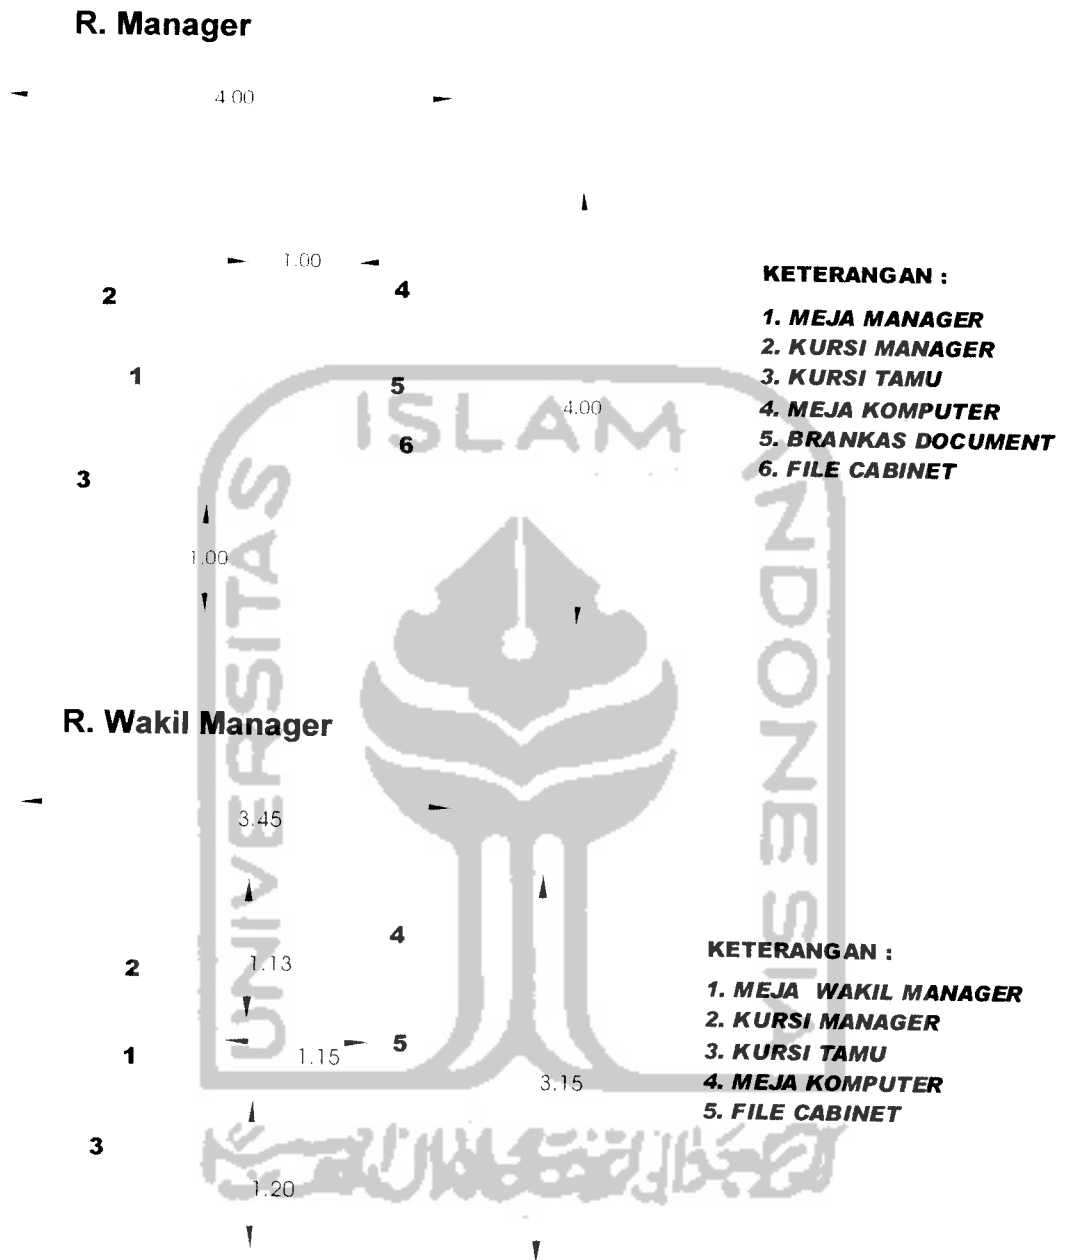 R. Manager
4.00
1.00
2
4
1
5
4.00
6
3
1.00
KETERANGAN :
1. MEJA MANAGER
2. KURSI MANAGER
3. KURSI TAMU
4. MEJA KOMPUTER
5. BRANKAS DOCUMENT
6. FILE CABINET
ISLAM
UNIVERSITAS
INDONESIA
R. Wakil Manager
3.45
4
2
1.13
5
1
1.15
3.15
3
1.20
KETERANGAN :
1. MEJA WAKIL MANAGER
2. KURSI MANAGER
3. KURSI TAMU
4. MEJA KOMPUTER
5. FILE CABINET